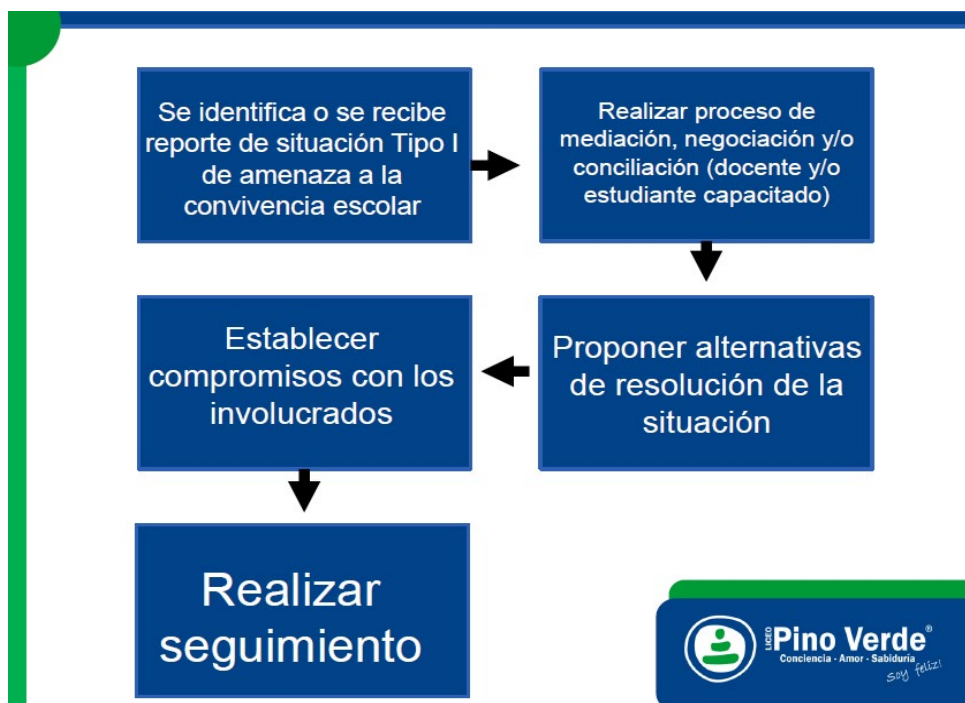 Se identifica o se recibe
reporte de situación Tipo I
de amenaza a la
convivencia escolar
Realizar proceso de
mediación, negociación y/o
conciliación (docente y/o
estudiante capacitado)
Proponer alternativas
de resolución de la
situación
Establecer
compromisos con los
involucrados
Realizar
seguimiento
LICEO
Pino Verde®
Conciencia - Amor - Sabiduría
soy feliz!